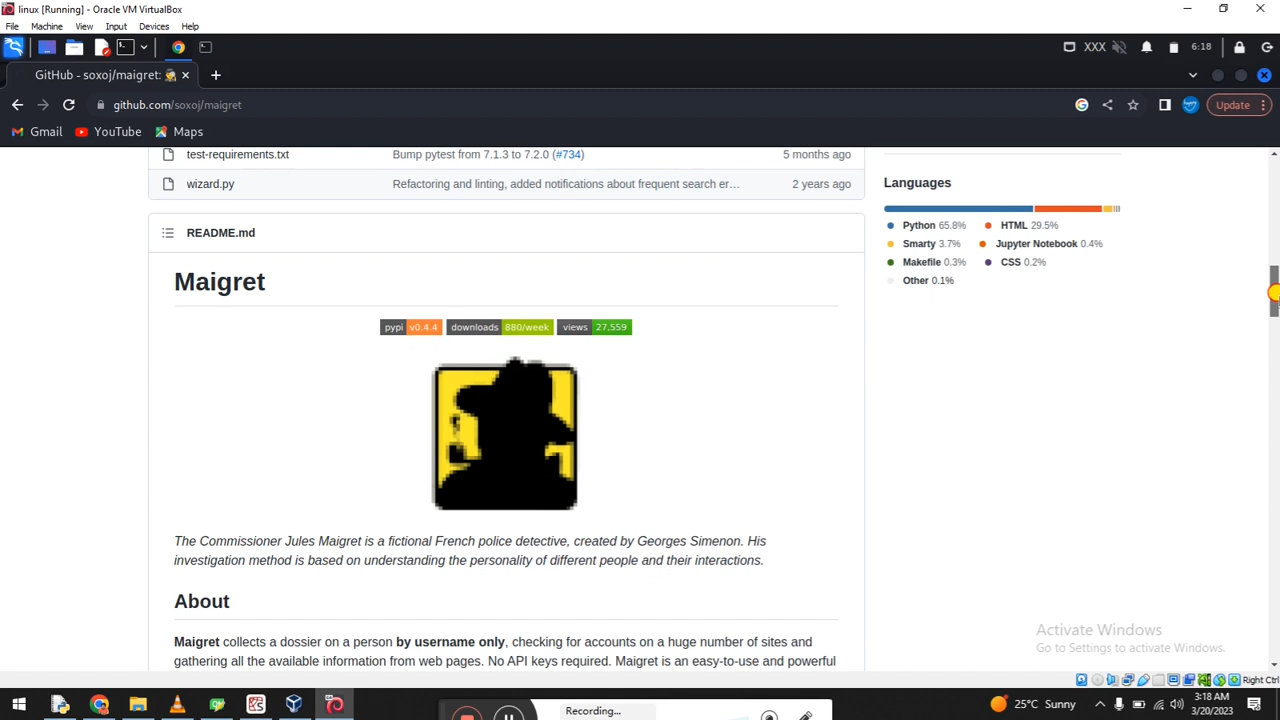 linux [Running] - Oracle VM VirtualBox
File Machine View Input Devices Help
XXX 6:18
GitHub - soxoj/maigret:
github.com/soxoj/maigret
Update
Gmail YouTube Maps
test-requirements.txt Bump pytest from 7.1.3 to 7.2.0 (#734) 5 months ago
wizard.py Refactoring and linting, added notifications about frequent search er… 2 years ago
README.md
Maigret
pypi v0.4.4 downloads 880/week views 27,559
The Commissioner Jules Maigret is a fictional French police detective, created by Georges Simenon. His
investigation method is based on understanding the personality of different people and their interactions.
About
Maigret collects a dossier on a person by username only, checking for accounts on a huge number of sites and
gathering all the available information from web pages. No API keys required. Maigret is an easy-to-use and powerful
Languages
Python 65.8% HTML 29.5%
Smarty 3.7% Jupyter Notebook 0.4%
Makefile 0.3% CSS 0.2%
Other 0.1%
Activate Windows
Go to Settings to activate Windows.
Right Ctrl
Recording...
25°C Sunny
3:18 AM
3/20/2023